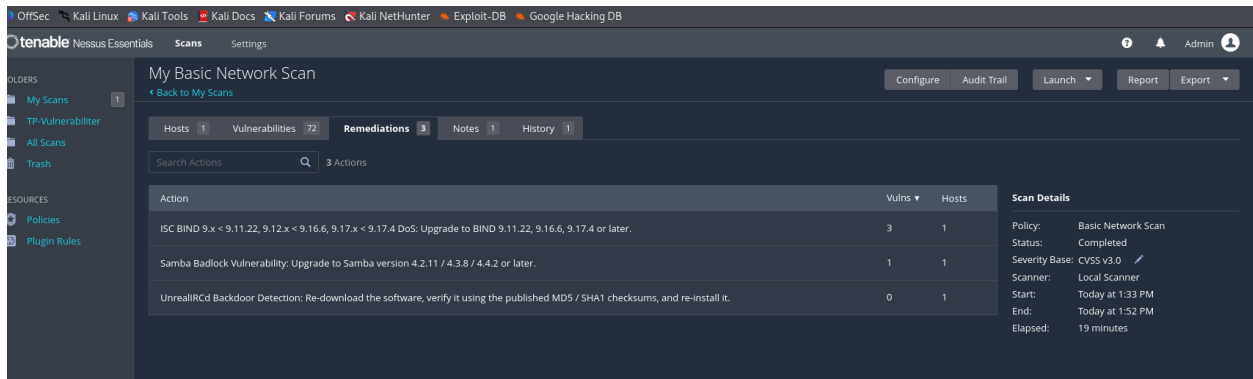 OffSec Kali Linux Kali Tools Kali Docs Kali Forums Kali NetHunter Exploit-DB Google Hacking DB
tenable Nessus Essentials Scans Settings Admin
OLDERS
My Scans 1
TP-Vulnerabiliter
All Scans
Trash
ESOURCES
Policies
Plugin Rules
My Basic Network Scan
Back to My Scans
Configure Audit Trail Launch Report Export
Hosts 1 Vulnerabilities 72 Remediations 3 Notes 1 History 1
Search Actions 3 Actions
Action Vulns Hosts
ISC BIND 9.x < 9.11.22, 9.12.x < 9.16.6, 9.17.x < 9.17.4 DoS: Upgrade to BIND 9.11.22, 9.16.6, 9.17.4 or later. 3 1
Samba Badlock Vulnerability: Upgrade to Samba version 4.2.11 / 4.3.8 / 4.4.2 or later. 1 1
UnrealIRCd Backdoor Detection: Re-download the software, verify it using the published MD5 / SHA1 checksums, and re-install it. 0 1
Scan Details
Policy: Basic Network Scan
Status: Completed
Severity Base: CVSS v3.0
Scanner: Local Scanner
Start: Today at 1:33 PM
End: Today at 1:52 PM
Elapsed: 19 minutes